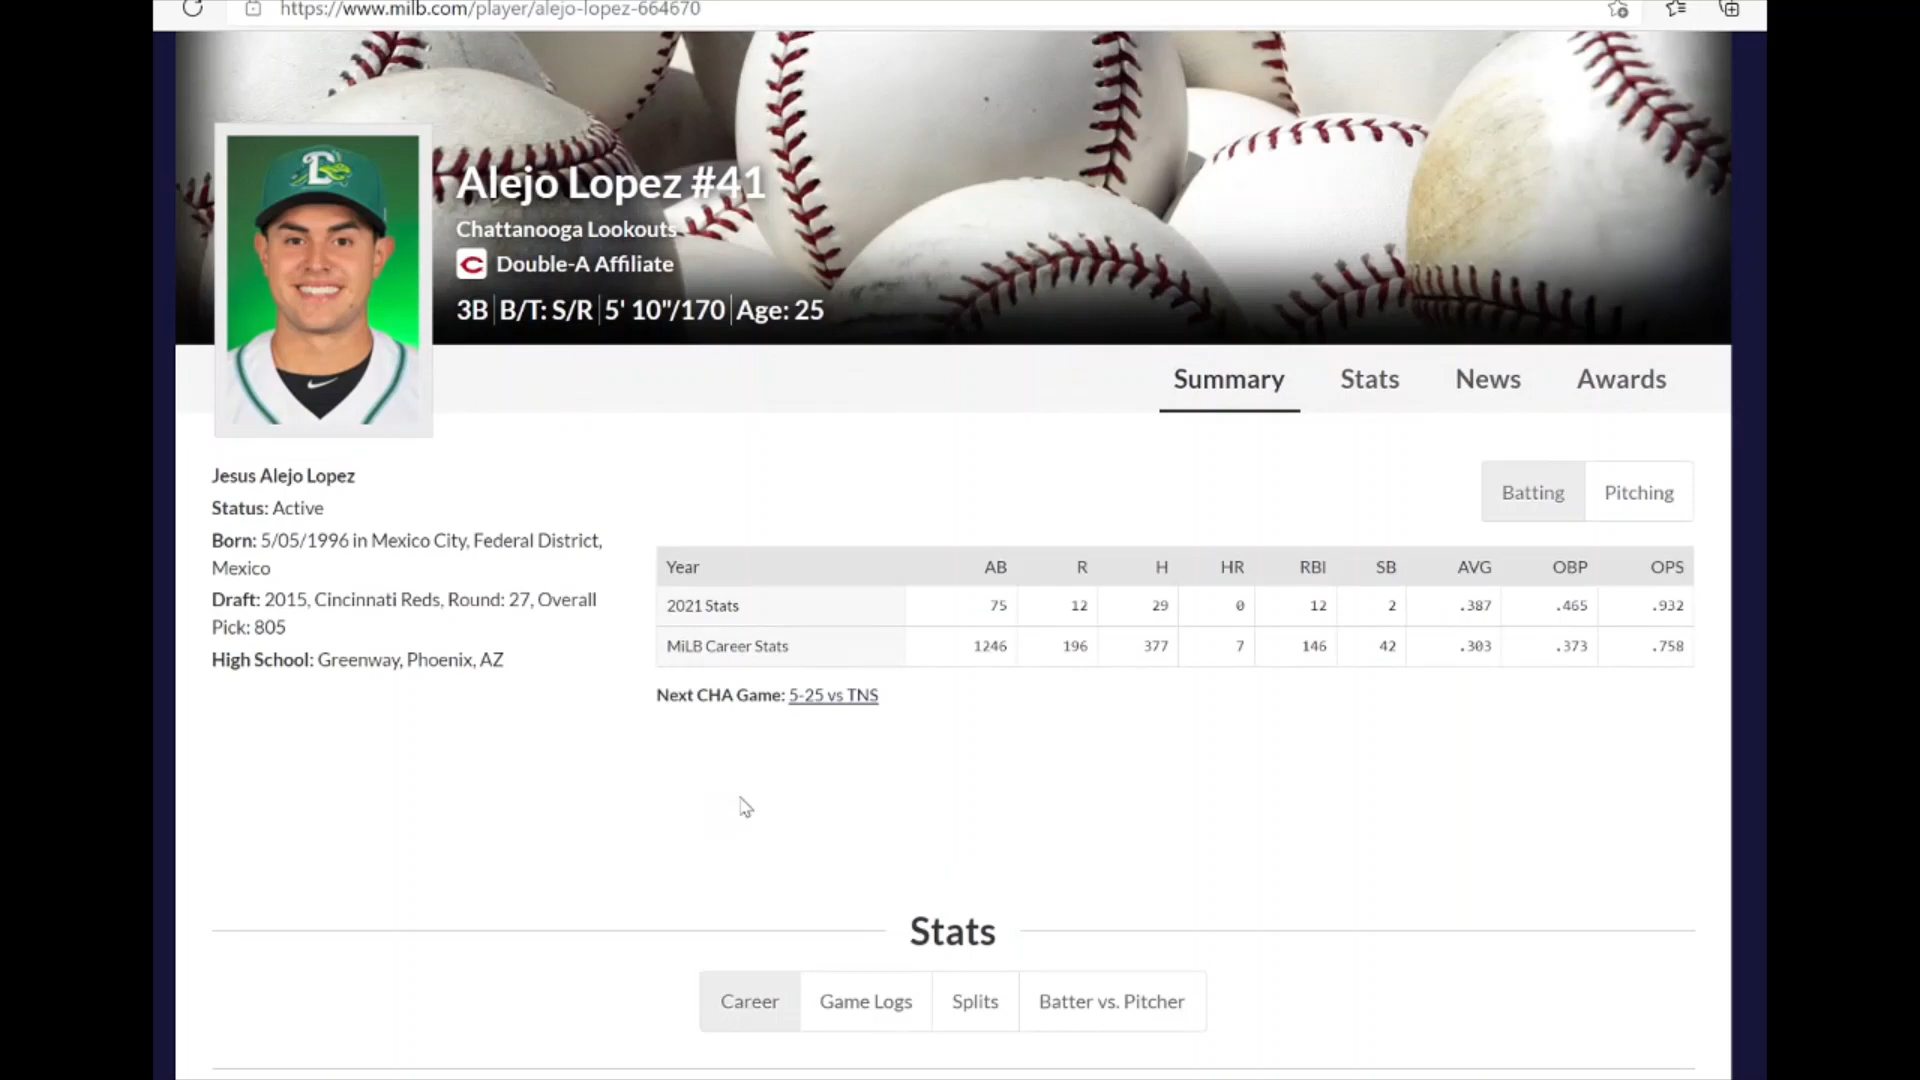 https://www.milb.com/player/alejo-lopez-664670
Alejo Lopez #41
Chattanooga Lookouts
C Double-A Affiliate
3B B/T: S/R 5' 10"/170 Age: 25
Summary Stats News Awards
Jesus Alejo Lopez
Status: Active
Born: 5/05/1996 in Mexico City, Federal District,
Mexico
Draft: 2015, Cincinnati Reds, Round: 27, Overall
Pick: 805
High School: Greenway, Phoenix, AZ
Batting Pitching
Year AB R H HR RBI SB AVG OBP OPS
2021 Stats 75 12 29 0 12 2 .387 .465 .932
MiLB Career Stats 1246 196 377 7 146 42 .303 .373 .758
Next CHA Game: 5-25 vs TNS
Stats
Career Game Logs Splits Batter vs. Pitcher